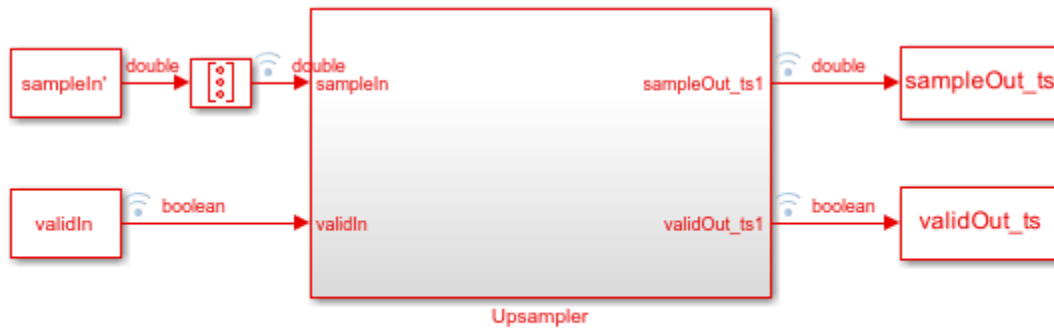 sampleIn'
double
double
sampleIn
sampleOut_ts1
double
sampleOut_ts
validIn
boolean
validIn
validOut_ts1
boolean
validOut_ts
Upsampler